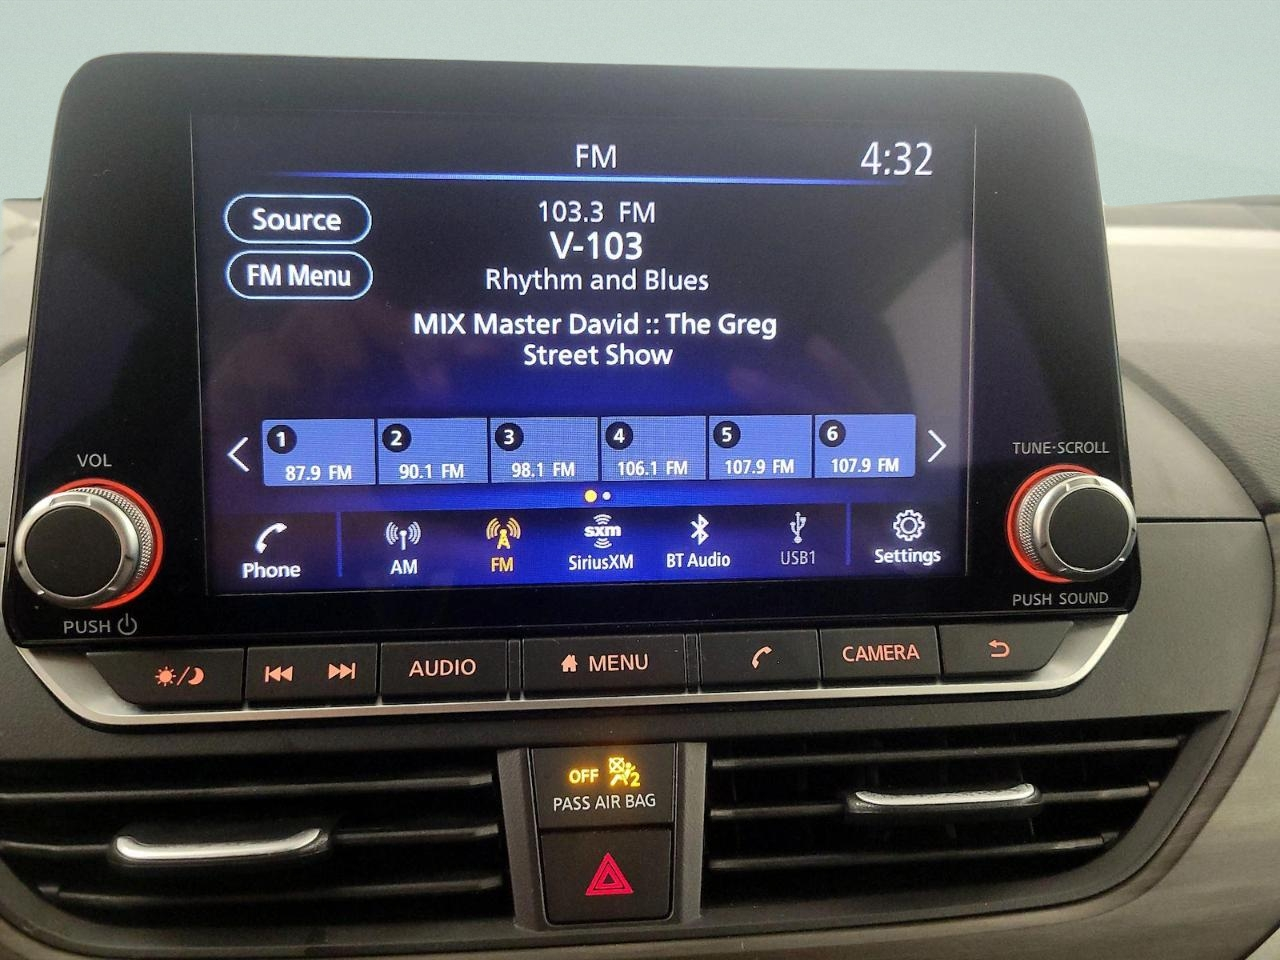 FM
4:32
Source
103.3 FM
V-103
FM Menu
Rhythm and Blues
MIX Master David :: The Greg
Street Show
1
87.9 FM
2
90.1 FM
3
98.1 FM
4
106.1 FM
5
107.9 FM
6
107.9 FM
VOL
TUNE·SCROLL
Phone
AM
FM
sxm
SiriusXM
BT Audio
USB1
Settings
PUSH
PUSH SOUND
AUDIO
MENU
CAMERA
OFF 2
PASS AIR BAG